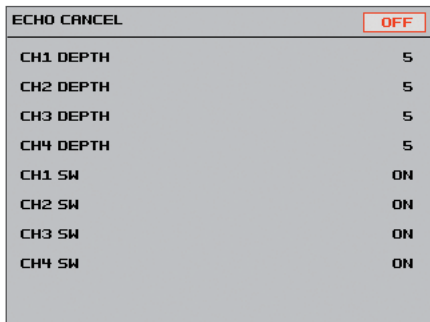 ECHO CANCEL OFF
CH1 DEPTH 5
CH2 DEPTH 5
CH3 DEPTH 5
CH4 DEPTH 5
CH1 SW ON
CH2 SW ON
CH3 SW ON
CH4 SW ON